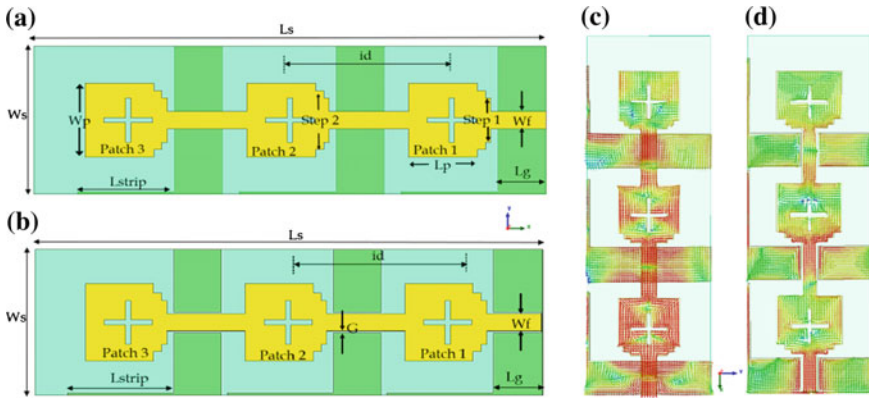 (a)
Ls
id
Ws
Wp
Step 2
Step 1
Wf
Patch 3
Patch 2
Patch 1
Lp
Lstrip
Lg
(b)
Ls
id
Ws
G
Wf
Patch 3
Patch 2
Patch 1
Lstrip
Lg
(c)
(d)